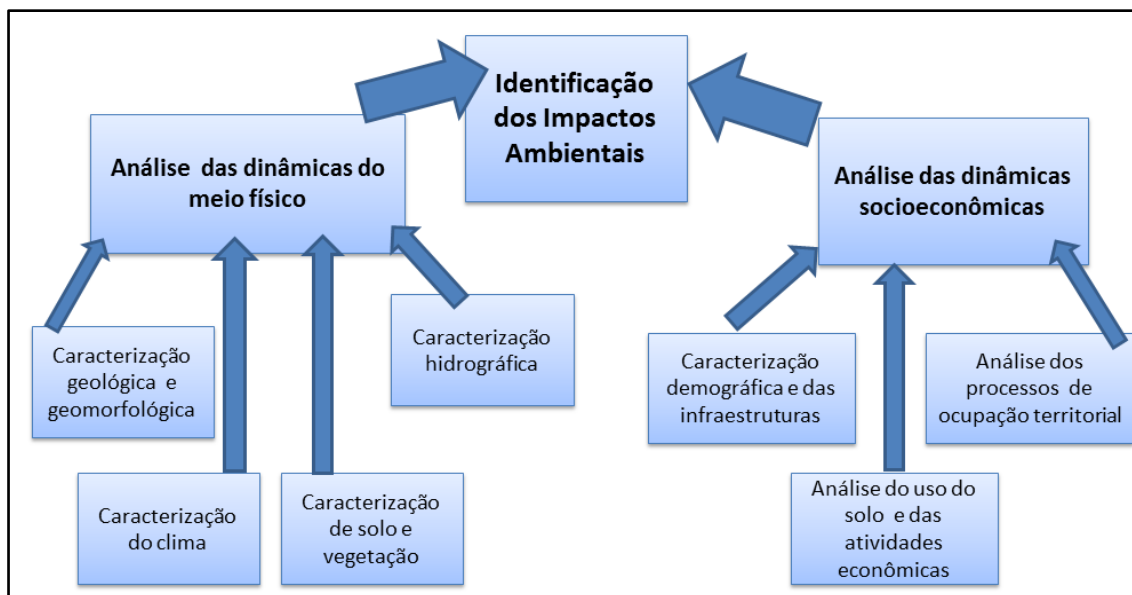 Identificação
dos Impactos
Ambientais
Análise das dinâmicas do
meio físico
Análise das dinâmicas
socioeconômicas
Caracterização
geológica e
geomorfológica
Caracterização
hidrográfica
Caracterização
demográfica e das
infraestruturas
Análise dos
processos de
ocupação territorial
Caracterização
do clima
Caracterização
de solo e
vegetação
Análise do uso do
solo e das
atividades
econômicas